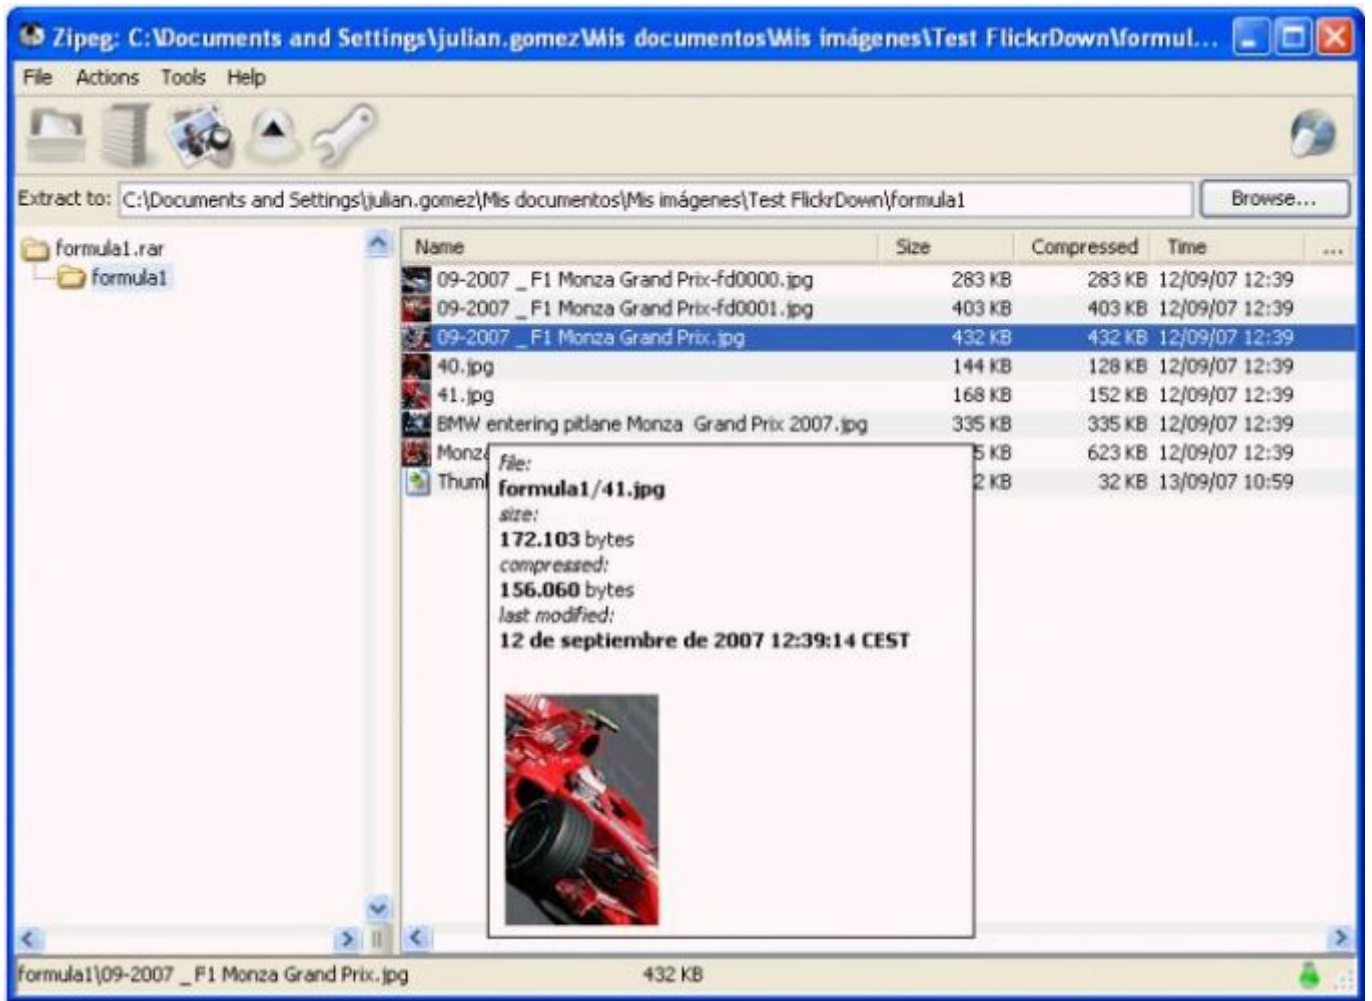 Zipeg: C:\Documents and Settings\julian.gomez\Mis documentos\Mis imágenes\Test FlickrDown\formul...
File Actions Tools Help
Extract to: C:\Documents and Settings\julian.gomez\Mis documentos\Mis imágenes\Test FlickrDown\formula1 Browse...
formula1.rar
formula1
Name Size Compressed Time ...
09-2007 _ F1 Monza Grand Prix-fd0000.jpg 283 KB 283 KB 12/09/07 12:39
09-2007 _ F1 Monza Grand Prix-fd0001.jpg 403 KB 403 KB 12/09/07 12:39
09-2007 _ F1 Monza Grand Prix.jpg 432 KB 432 KB 12/09/07 12:39
40.jpg 144 KB 128 KB 12/09/07 12:39
41.jpg 168 KB 152 KB 12/09/07 12:39
BMW entering pitlane Monza Grand Prix 2007.jpg 335 KB 335 KB 12/09/07 12:39
5 KB 623 KB 12/09/07 12:39
2 KB 32 KB 13/09/07 10:59
file:
formula1/41.jpg
size:
172.103 bytes
compressed:
156.060 bytes
last modified:
12 de septiembre de 2007 12:39:14 CEST
formula1\09-2007 _ F1 Monza Grand Prix.jpg 432 KB